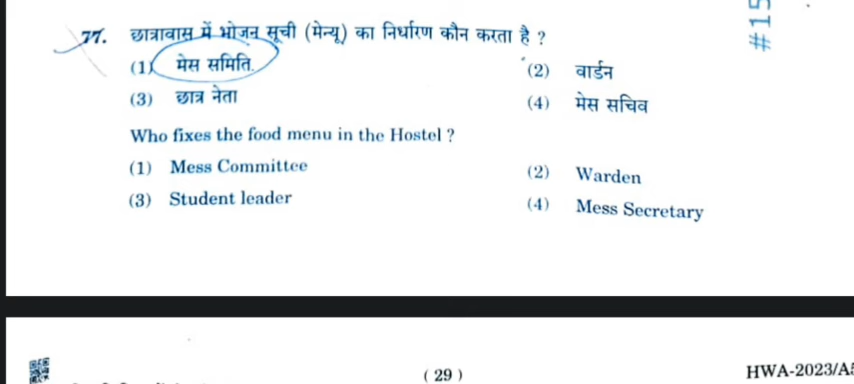 77. छात्रावास में भोजन सूची (मेन्यू) का निर्धारण कौन करता है ?
(1) मेस समिति
(2) वार्डन
(3) छात्र नेता
(4) मेस सचिव
Who fixes the food menu in the Hostel ?
(1) Mess Committee
(2) Warden
(3) Student leader
(4) Mess Secretary
#15
( 29 )
HWA-2023/A